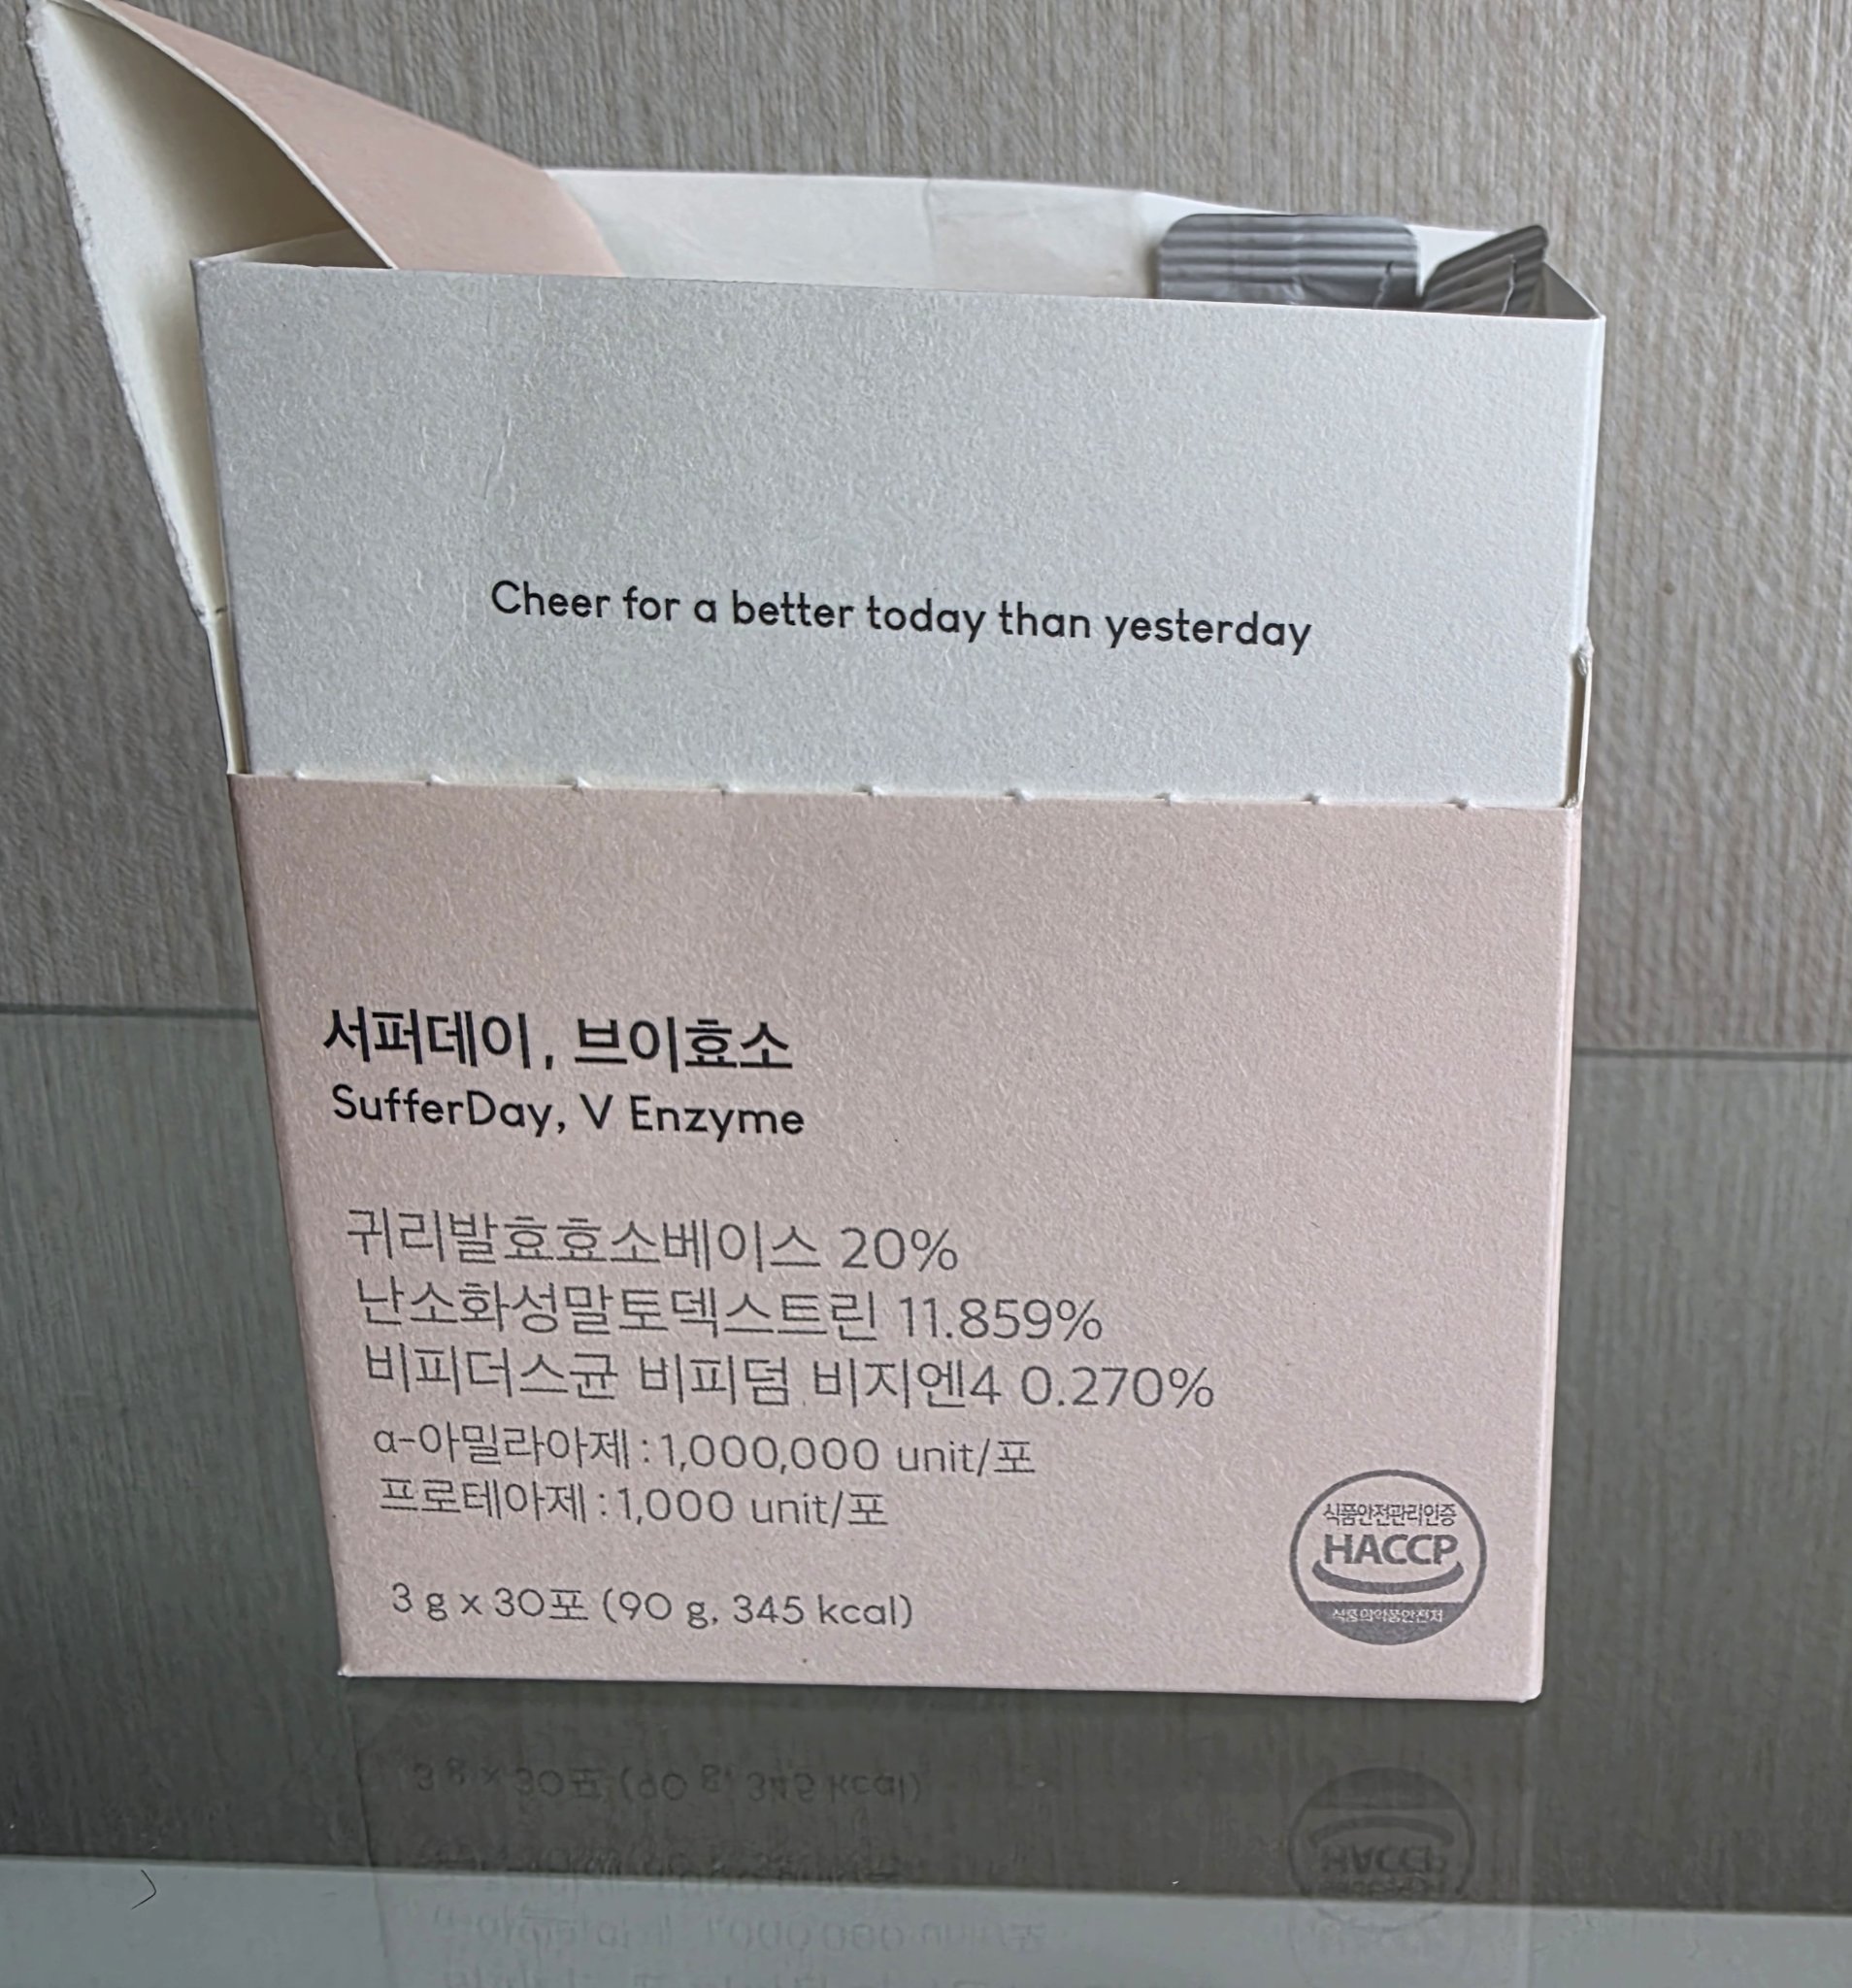 Cheer for a better today than yesterday
서퍼데이, 브이효소
SufferDay, V Enzyme
귀리발효효소베이스 20%
난소화성말토덱스트린 11.859%
비피더스균 비피덤 비지엔4 0.270%
α-아밀라아제 : 1,000,000 unit/포
프로테아제 : 1,000 unit/포
3 g x 30포 (90 g, 345 kcal)
식품안전관리인증
HACCP
식품의약품안전처